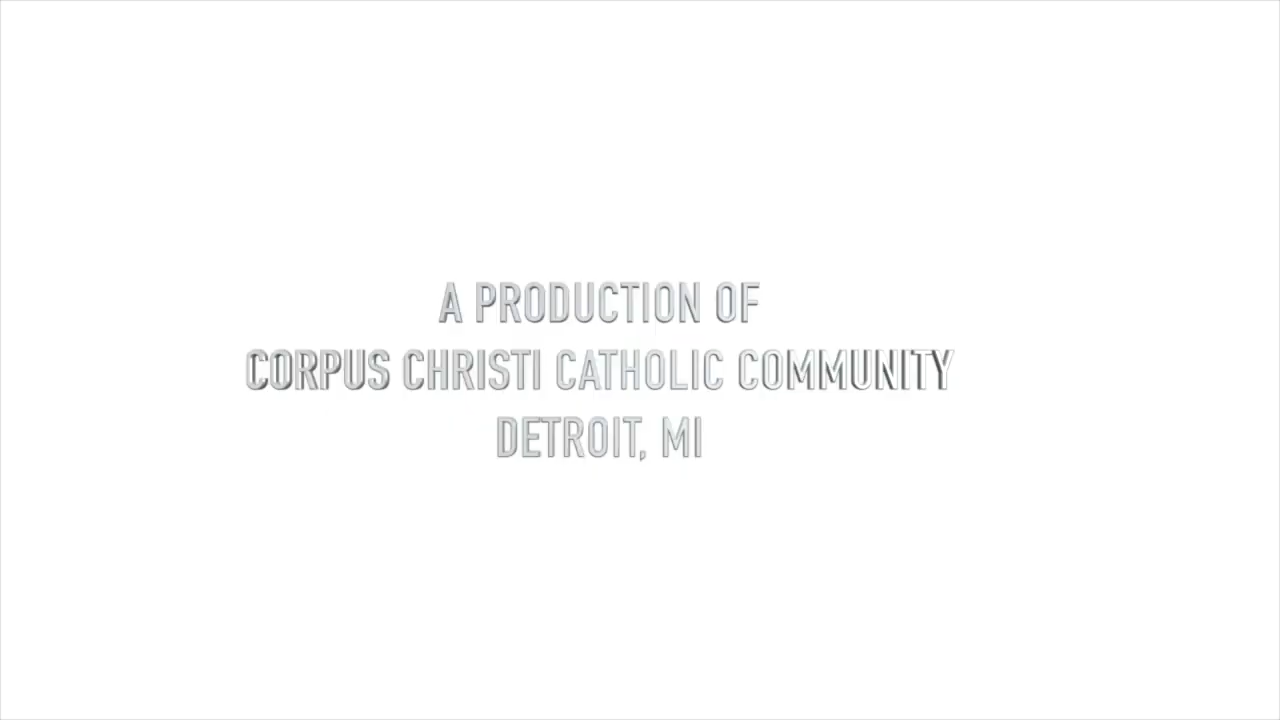 A PRODUCTION OF
CORPUS CHRISTI CATHOLIC COMMUNITY
DETROIT, MI